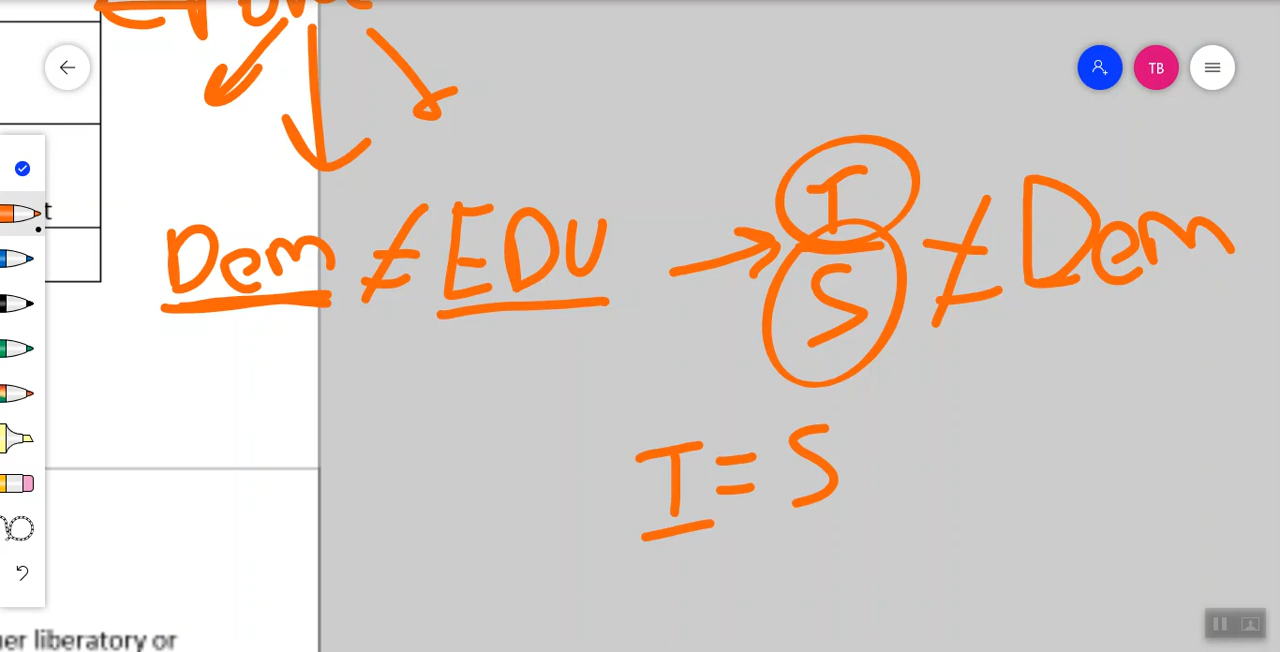 TB
t
Dem ≠ EDU → I/S ≠ Dem
I = S
er liberatory or